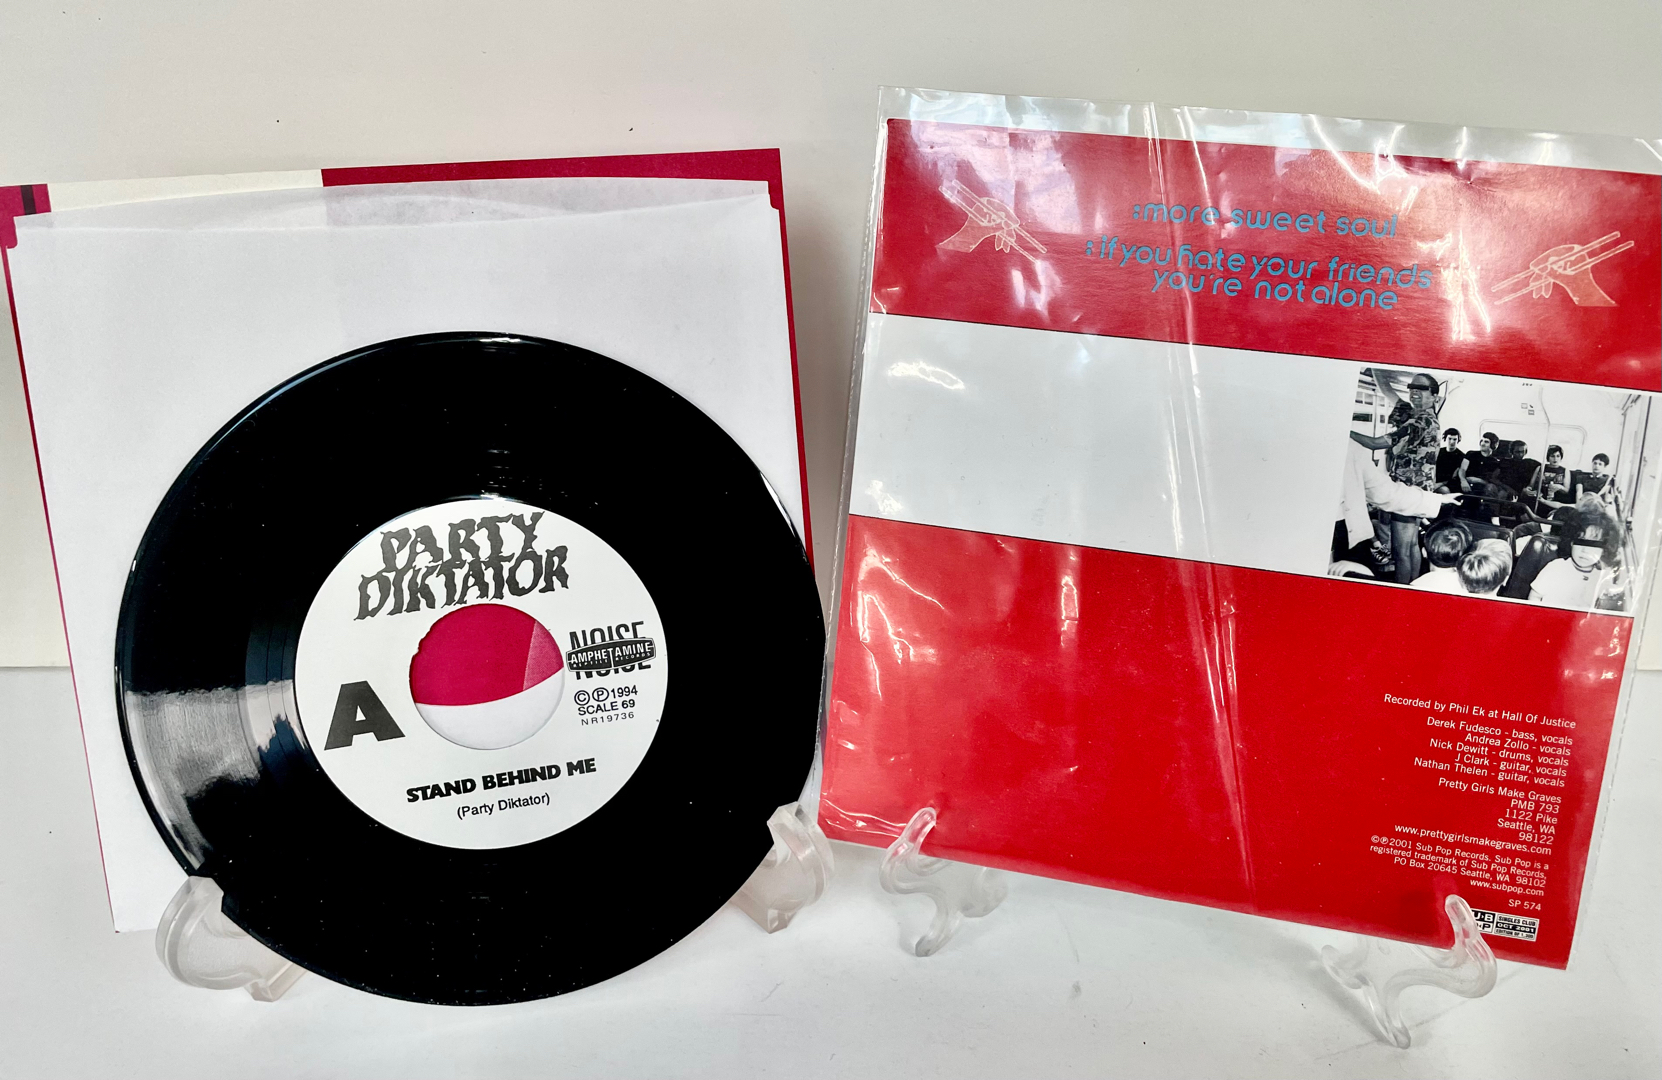 PARTY
DIKTATOR
NOISE
AMPHETAMINE
REPTILE RECORDS
NOISE
A
©℗1994
SCALE 69
NR19736
STAND BEHIND ME
(Party Diktator)
:more sweet soul
:if you hate your friends
you're not alone
Recorded by Phil Ek at Hall Of Justice
Derek Fudesco - bass, vocals
Andrea Zollo - vocals
Nick Dewitt - drums, vocals
J Clark - guitar, vocals
Nathan Thelen - guitar, vocals
Pretty Girls Make Graves
PMB 793
1122 Pike
Seattle, WA
98122
www.prettygirlsmakegraves.com
©℗2001 Sub Pop Records. Sub Pop is a
registered trademark of Sub Pop Records,
PO Box 20645 Seattle, WA 98102
www.subpop.com
SP 574
SINGLES CLUB
OCT 2001